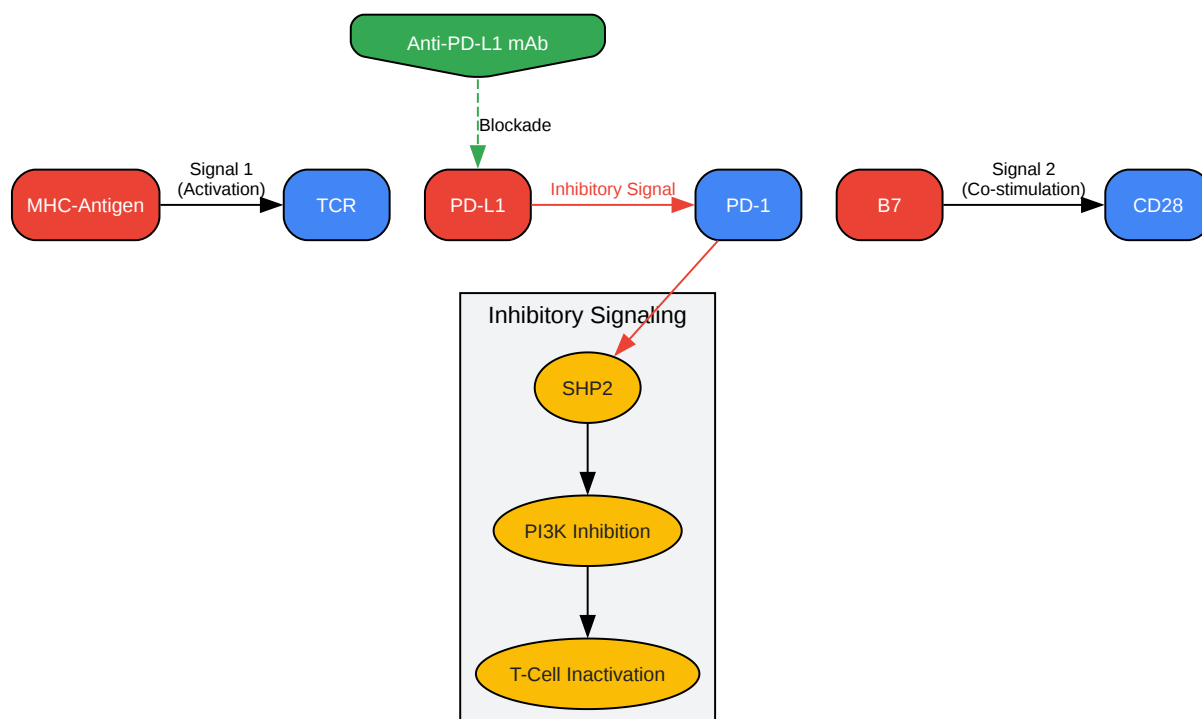 Anti-PD-L1 mAb
Blockade
MHC-Antigen
Signal 1
(Activation)
TCR
PD-L1
Inhibitory Signal
PD-1
B7
Signal 2
(Co-stimulation)
CD28
Inhibitory Signaling
SHP2
PI3K Inhibition
T-Cell Inactivation